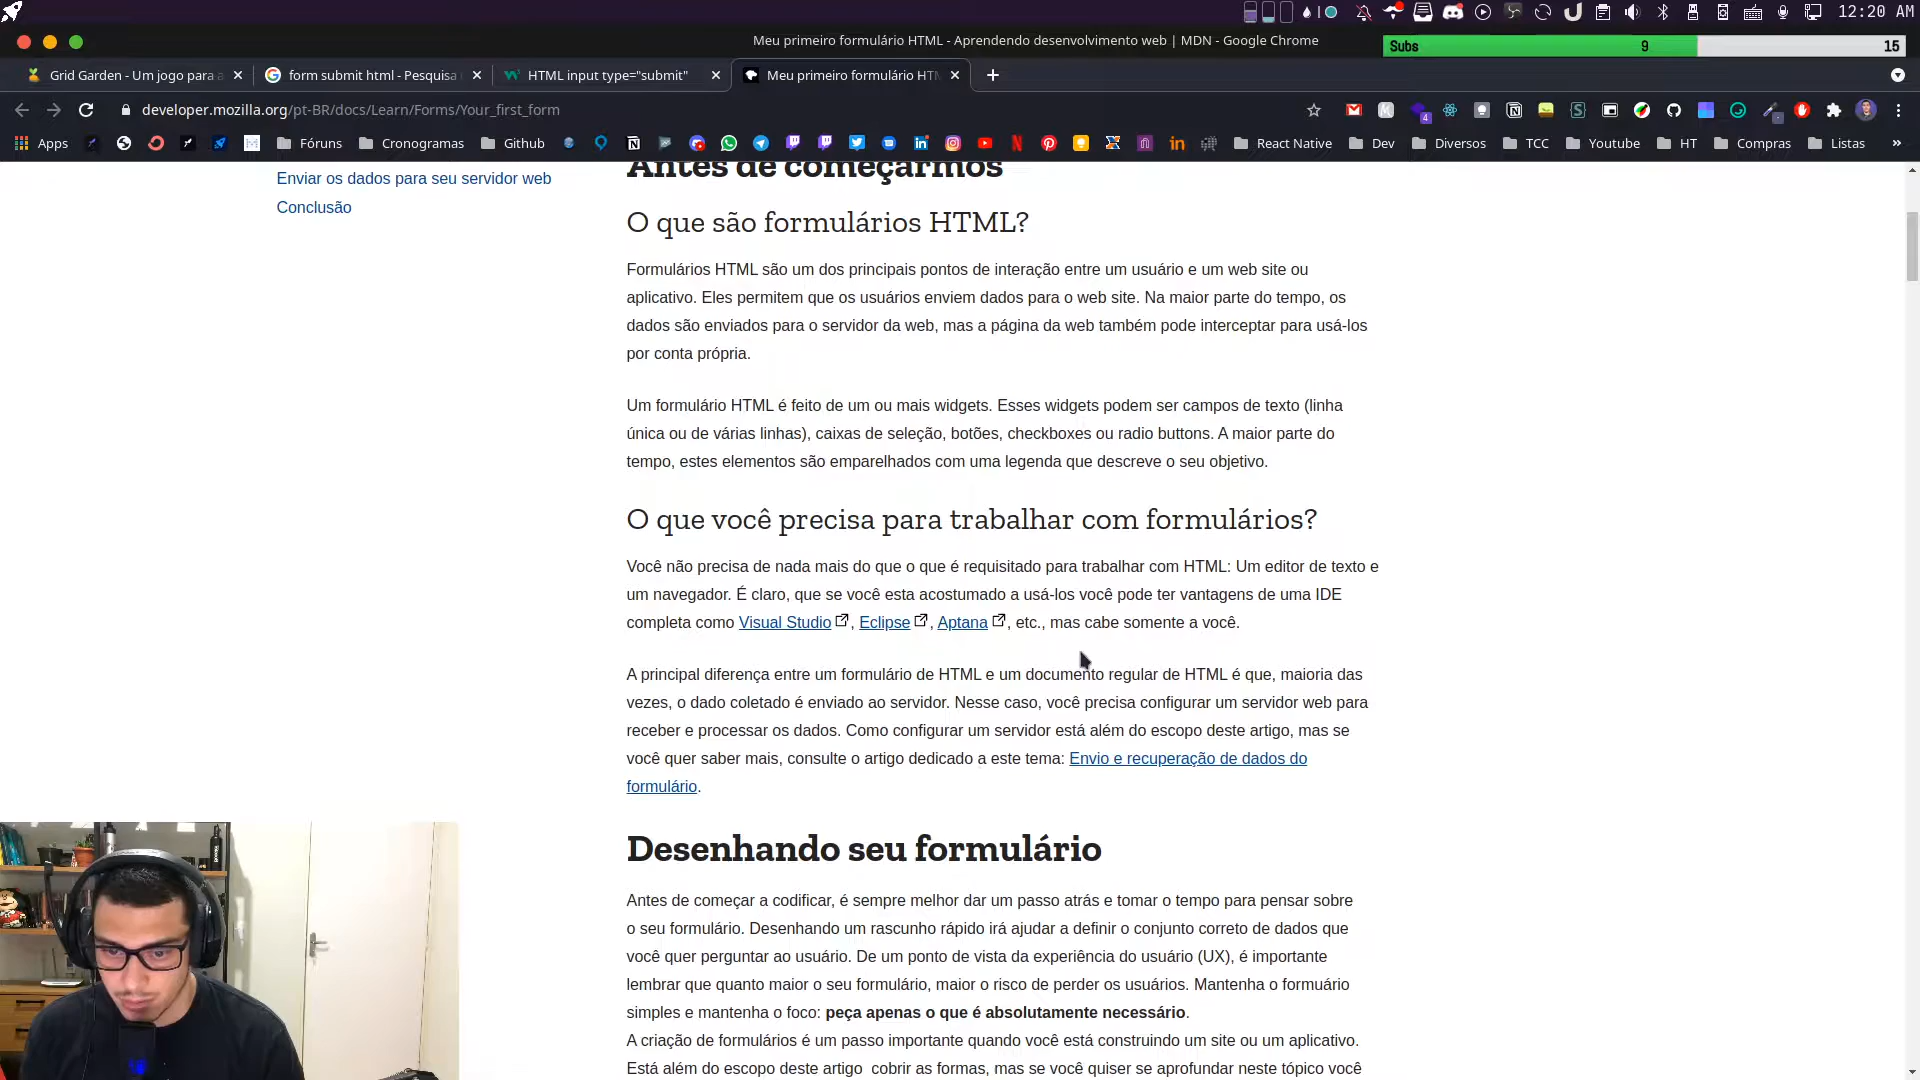 12:20 AM
Meu primeiro formulário HTML - Aprendendo desenvolvimento web | MDN - Google Chrome
Subs 9 15
Grid Garden - Um jogo para a
form submit html - Pesquisa
HTML input type="submit"
Meu primeiro formulário HTM
developer.mozilla.org/pt-BR/docs/Learn/Forms/Your_first_form
4
Apps Fóruns Cronogramas Github React Native Dev Diversos TCC Youtube HT Compras Listas »
Antes de começarmos
Enviar os dados para seu servidor web
Conclusão
O que são formulários HTML?
Formulários HTML são um dos principais pontos de interação entre um usuário e um web site ou
aplicativo. Eles permitem que os usuários enviem dados para o web site. Na maior parte do tempo, os
dados são enviados para o servidor da web, mas a página da web também pode interceptar para usá-los
por conta própria.
Um formulário HTML é feito de um ou mais widgets. Esses widgets podem ser campos de texto (linha
única ou de várias linhas), caixas de seleção, botões, checkboxes ou radio buttons. A maior parte do
tempo, estes elementos são emparelhados com uma legenda que descreve o seu objetivo.
O que você precisa para trabalhar com formulários?
Você não precisa de nada mais do que o que é requisitado para trabalhar com HTML: Um editor de texto e
um navegador. É claro, que se você esta acostumado a usá-los você pode ter vantagens de uma IDE
completa como Visual Studio, Eclipse, Aptana, etc., mas cabe somente a você.
A principal diferença entre um formulário de HTML e um documento regular de HTML é que, maioria das
vezes, o dado coletado é enviado ao servidor. Nesse caso, você precisa configurar um servidor web para
receber e processar os dados. Como configurar um servidor está além do escopo deste artigo, mas se
você quer saber mais, consulte o artigo dedicado a este tema: Envio e recuperação de dados do
formulário.
Desenhando seu formulário
Antes de começar a codificar, é sempre melhor dar um passo atrás e tomar o tempo para pensar sobre
o seu formulário. Desenhando um rascunho rápido irá ajudar a definir o conjunto correto de dados que
você quer perguntar ao usuário. De um ponto de vista da experiência do usuário (UX), é importante
lembrar que quanto maior o seu formulário, maior o risco de perder os usuários. Mantenha o formuário
simples e mantenha o foco: peça apenas o que é absolutamente necessário.
A criação de formulários é um passo importante quando você está construindo um site ou um aplicativo.
Está além do escopo deste artigo  cobrir as formas, mas se você quiser se aprofundar neste tópico você